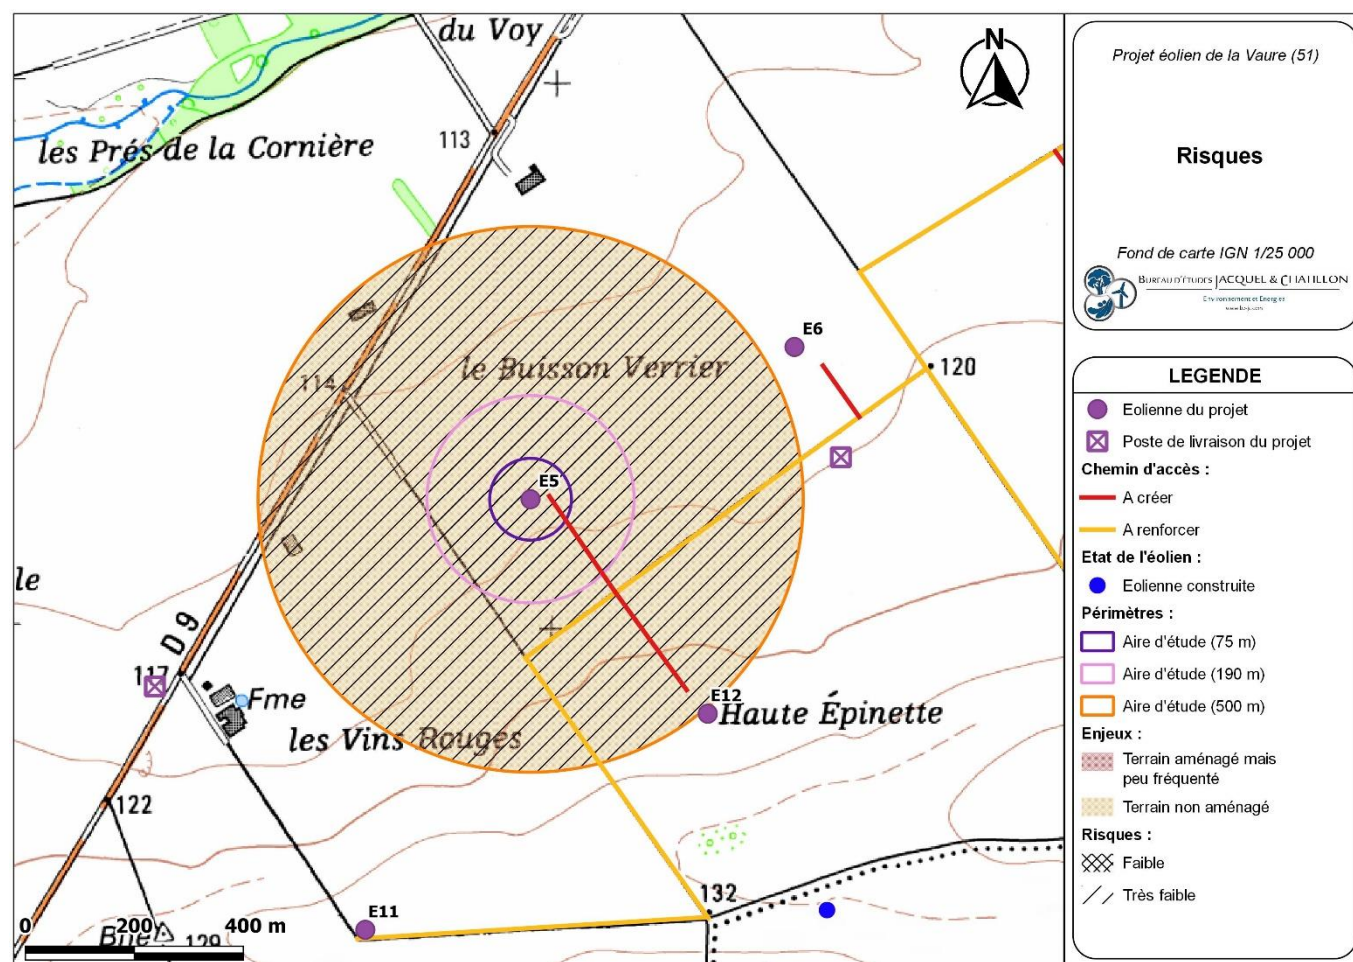 du Voy
N
les Prés de la Cornière
113
E6
le Buisson Verrier
114
120
E5
le
D 9
117
Fme
E12
Haute Épinette
les Vins Rouges
122
132
E11
0 200 400 m
129
Projet éolien de la Vaure (51)
Risques
Fond de carte IGN 1/25 000
BUREAU D'ÉTUDES JACQUEL & CHATILLON
Environnement et Energies
LEGENDE
Eolienne du projet
Poste de livraison du projet
Chemin d'accès :
A créer
A renforcer
Etat de l'éolien :
Eolienne construite
Périmètres :
Aire d'étude (75 m)
Aire d'étude (190 m)
Aire d'étude (500 m)
Enjeux :
Terrain aménagé mais
peu fréquenté
Terrain non aménagé
Risques :
Faible
Très faible